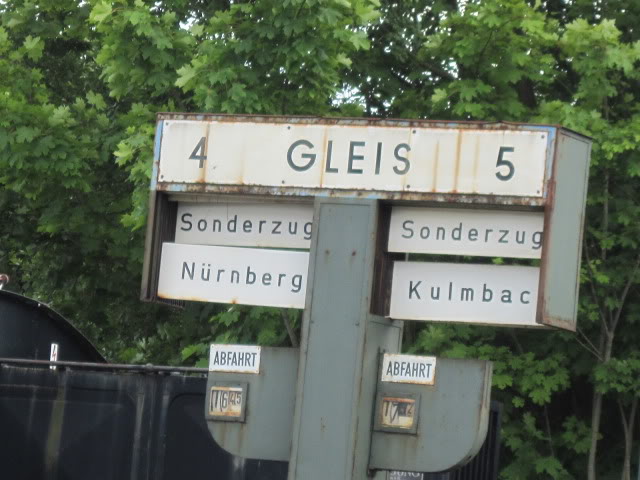 4 GLEIS 5
Sonderzug
Nürnberg
Sonderzug
Kulmbac
ABFAHRT
ABFAHRT